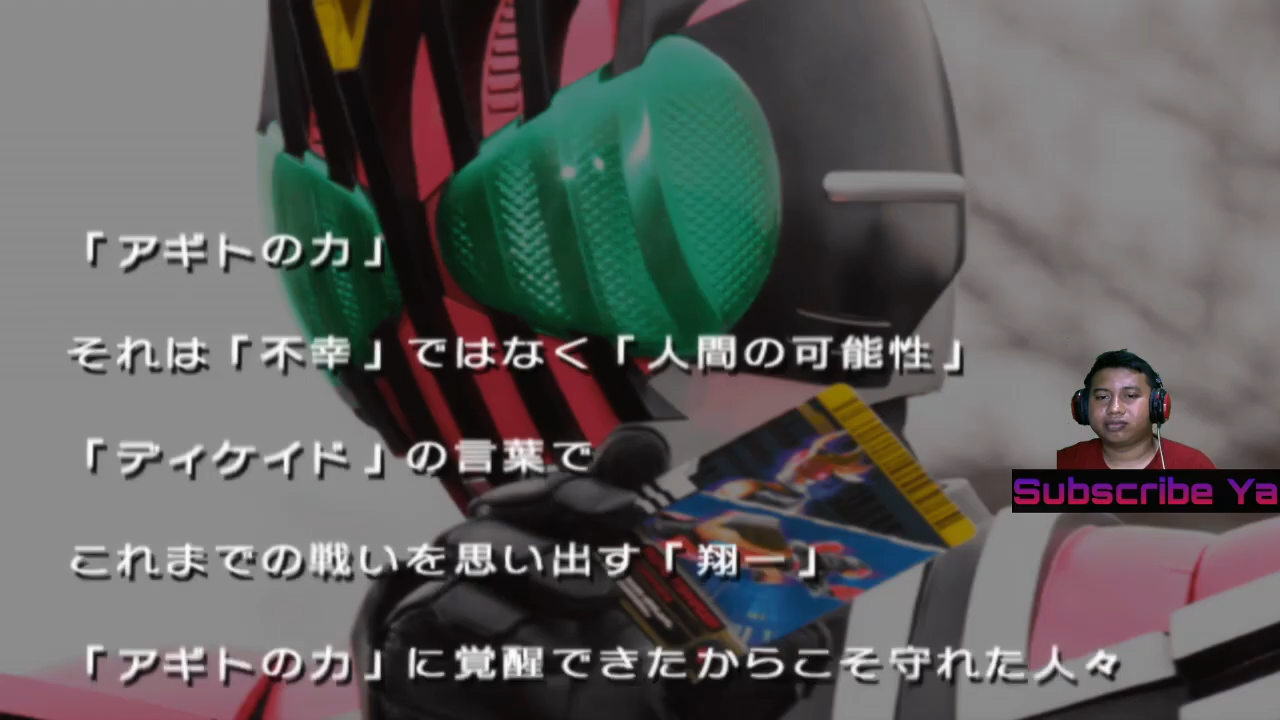 「アギトの力」
それは「不幸」ではなく「人間の可能性」
「ディケイド」の言葉で
これまでの戦いを思い出す「翔一」
「アギトの力」に覚醒できたからこそ守れた人々
Subscribe Ya